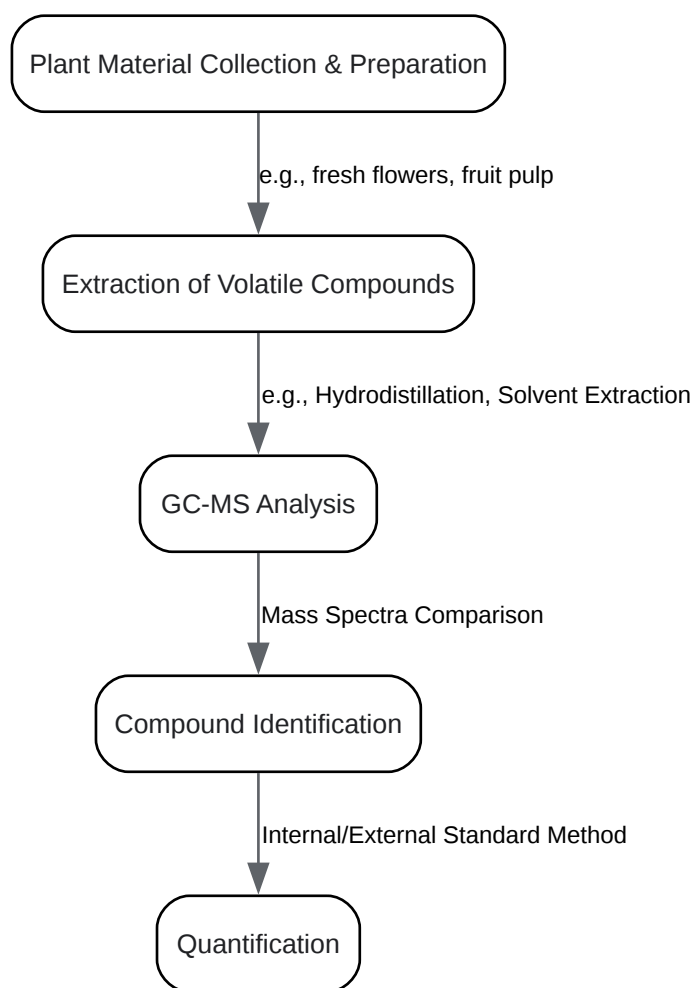 Plant Material Collection & Preparation
e.g., fresh flowers, fruit pulp
Extraction of Volatile Compounds
e.g., Hydrodistillation, Solvent Extraction
GC-MS Analysis
Mass Spectra Comparison
Compound Identification
Internal/External Standard Method
Quantification